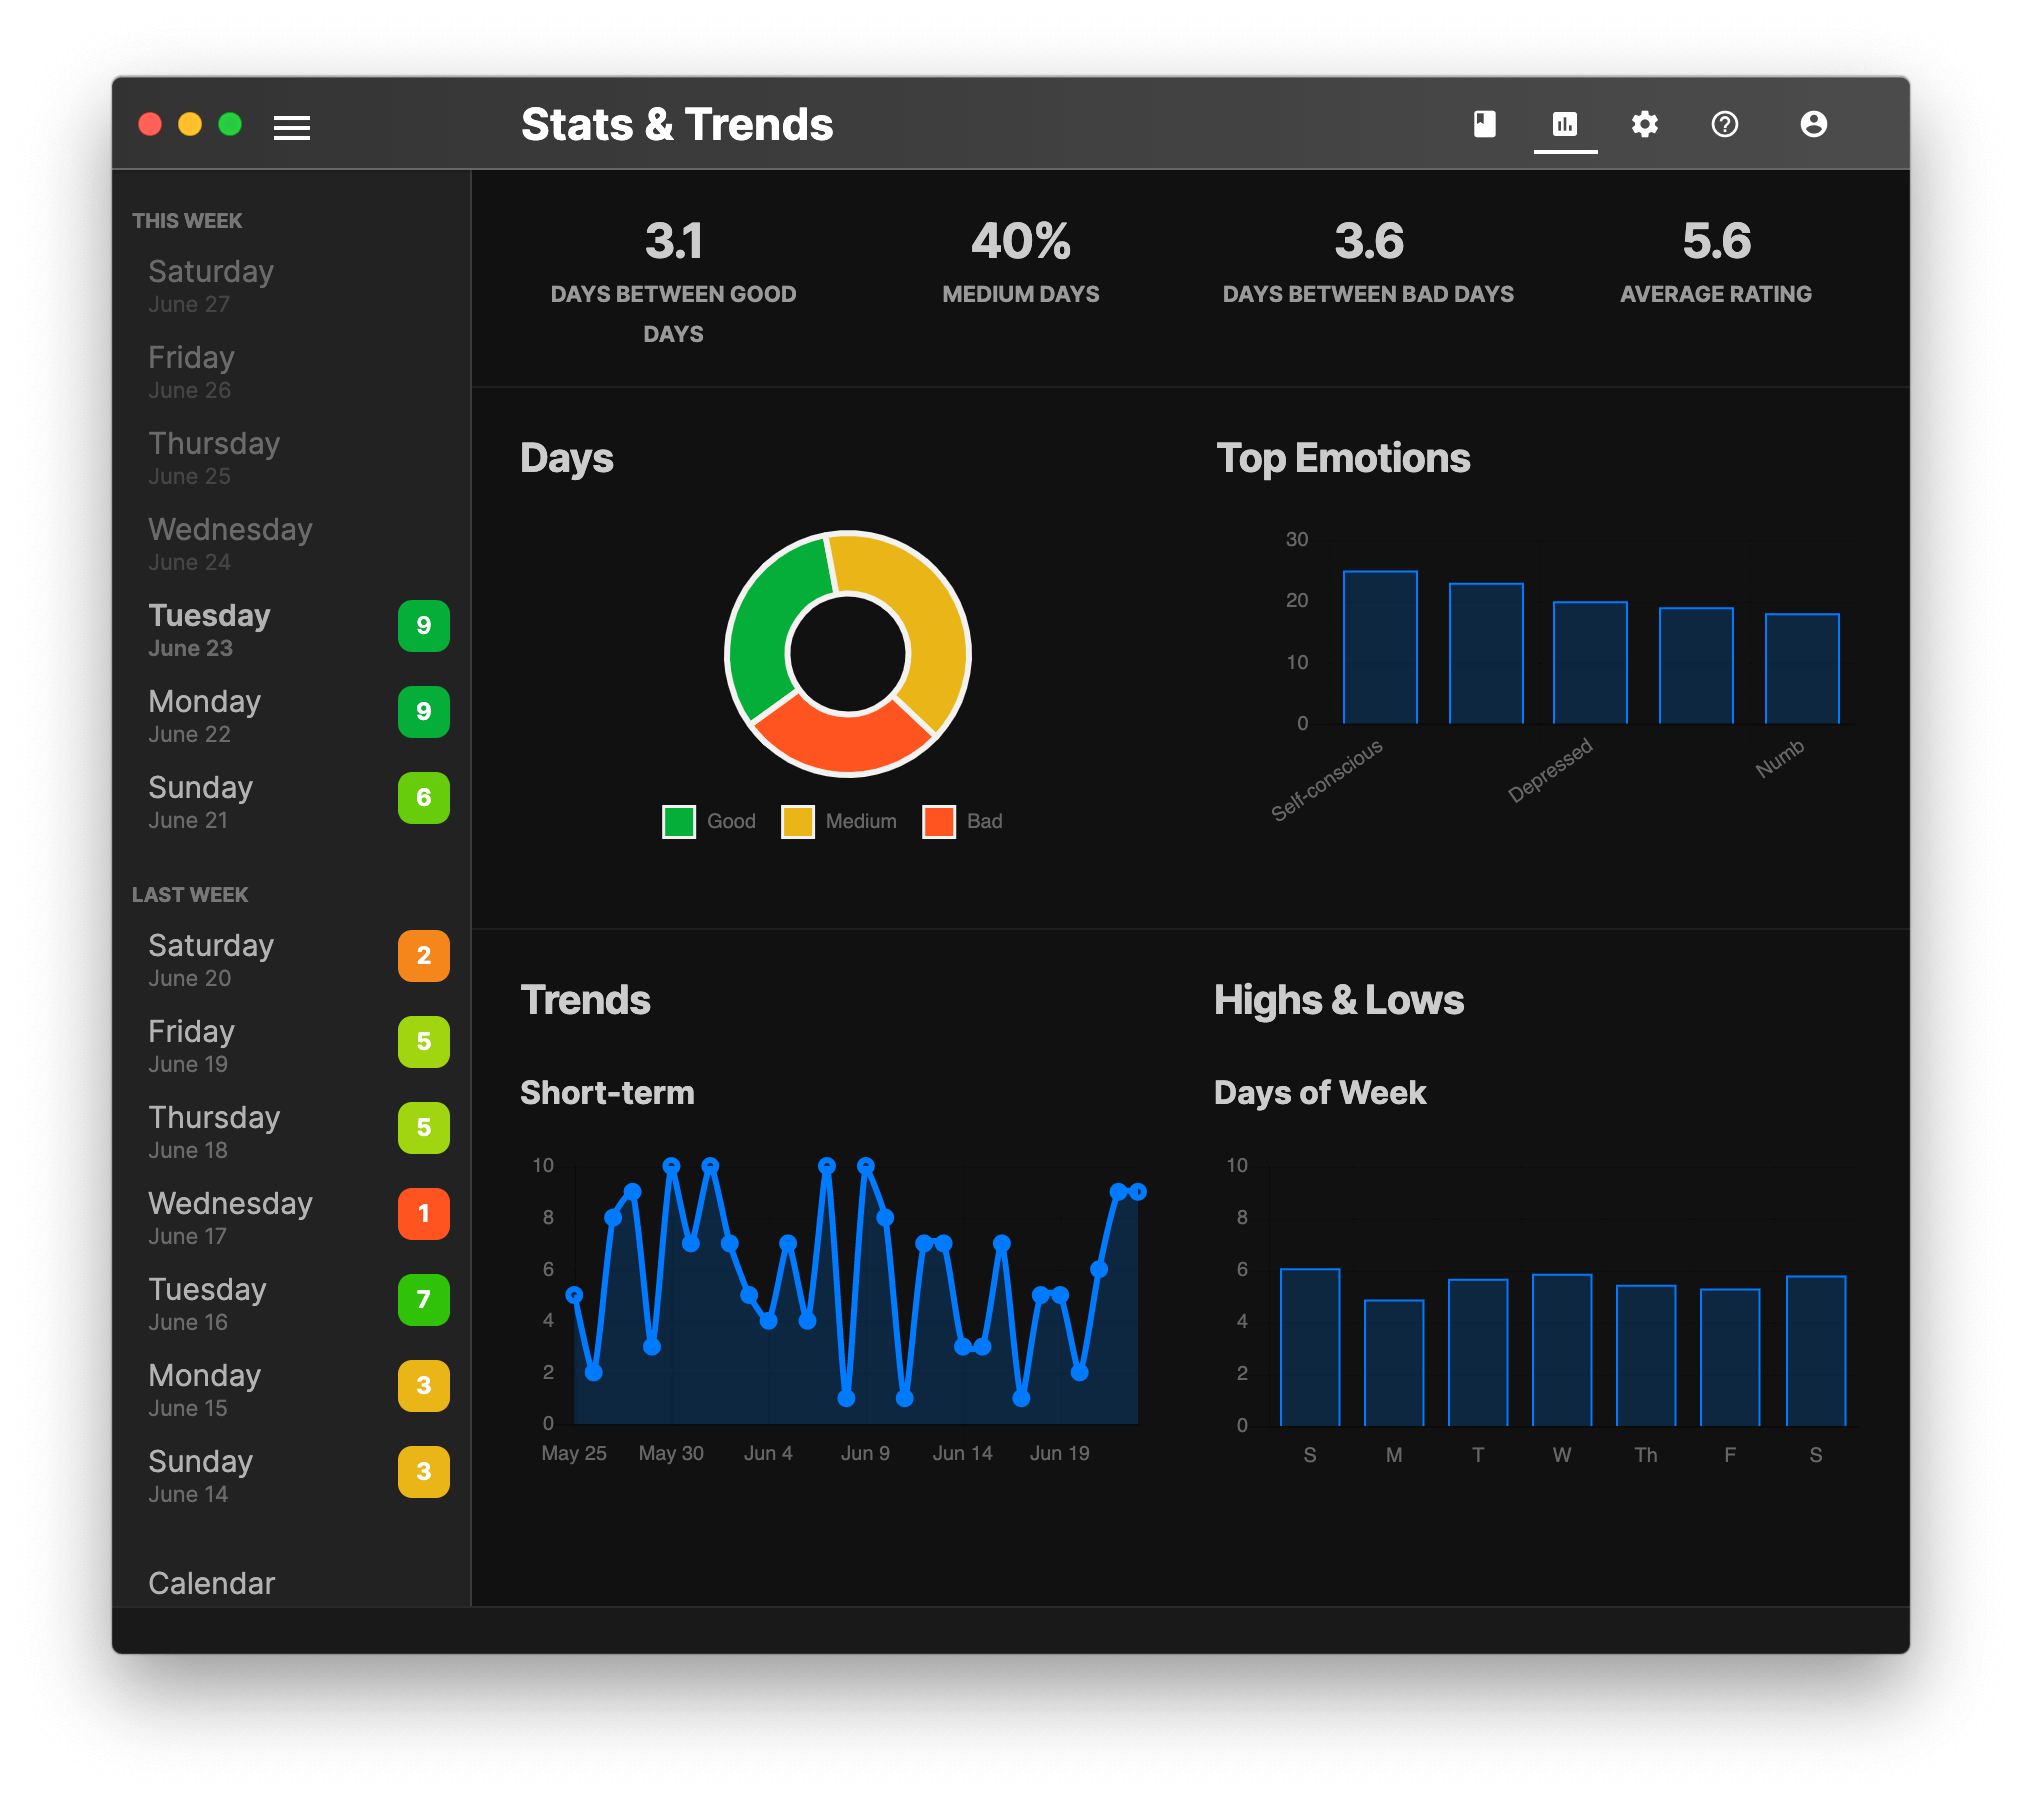 Stats & Trends
THIS WEEK
Saturday
June 27
Friday
June 26
Thursday
June 25
Wednesday
June 24
Tuesday
June 23
9
Monday
June 22
9
Sunday
June 21
6
LAST WEEK
Saturday
June 20
2
Friday
June 19
5
Thursday
June 18
5
Wednesday
June 17
1
Tuesday
June 16
7
Monday
June 15
3
Sunday
June 14
3
Calendar
3.1
DAYS BETWEEN GOOD
DAYS
40%
MEDIUM DAYS
3.6
DAYS BETWEEN BAD DAYS
5.6
AVERAGE RATING
Days
Good Medium Bad
Top Emotions
30
20
10
0
Self-conscious Depressed Numb
Trends
Short-term
10
8
6
4
2
0
May 25 May 30 Jun 4 Jun 9 Jun 14 Jun 19
Highs & Lows
Days of Week
10
8
6
4
2
0
S M T W Th F S